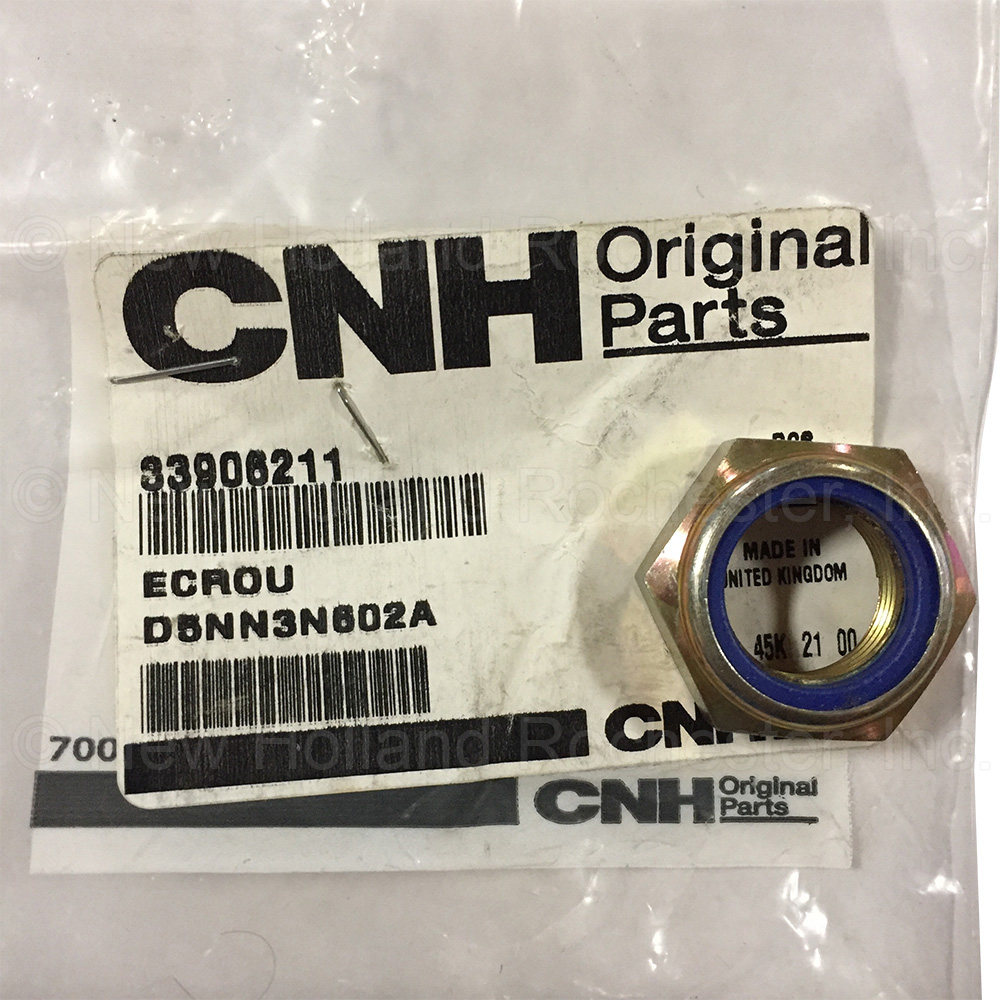 © New Holland Rochester, Inc.
CNH Original
Parts
83906211
© New Holland Rochester, Inc.
MADE IN
UNITED KINGDOM
ECROU
D5NN3N602A
45K 21 00
CNH
© New Holland Rochester, Inc.
700
CNH Original
Parts